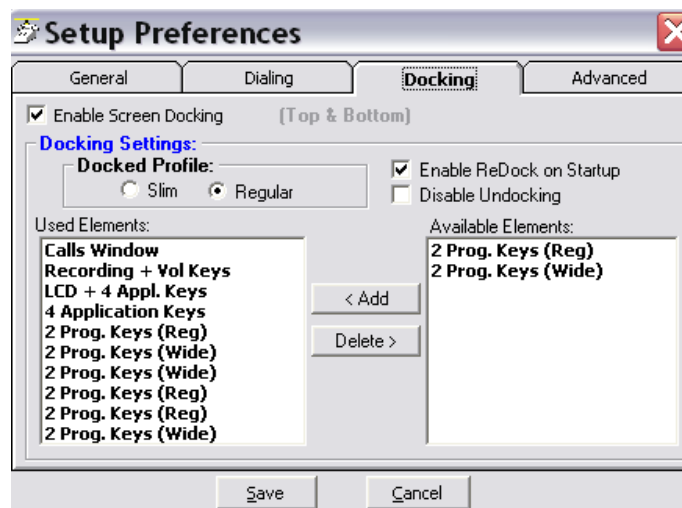 Setup Preferences
General Dialing Docking Advanced
Enable Screen Docking (Top & Bottom)
Docking Settings:
Docked Profile:
Slim Regular
Enable ReDock on Startup
Disable Undocking
Used Elements:
Calls Window
Recording + Vol Keys
LCD + 4 Appl. Keys
4 Application Keys
2 Prog. Keys (Reg)
2 Prog. Keys (Wide)
2 Prog. Keys (Wide)
2 Prog. Keys (Reg)
2 Prog. Keys (Reg)
2 Prog. Keys (Wide)
< Add
Delete >
Available Elements:
2 Prog. Keys (Reg)
2 Prog. Keys (Wide)
Save Cancel